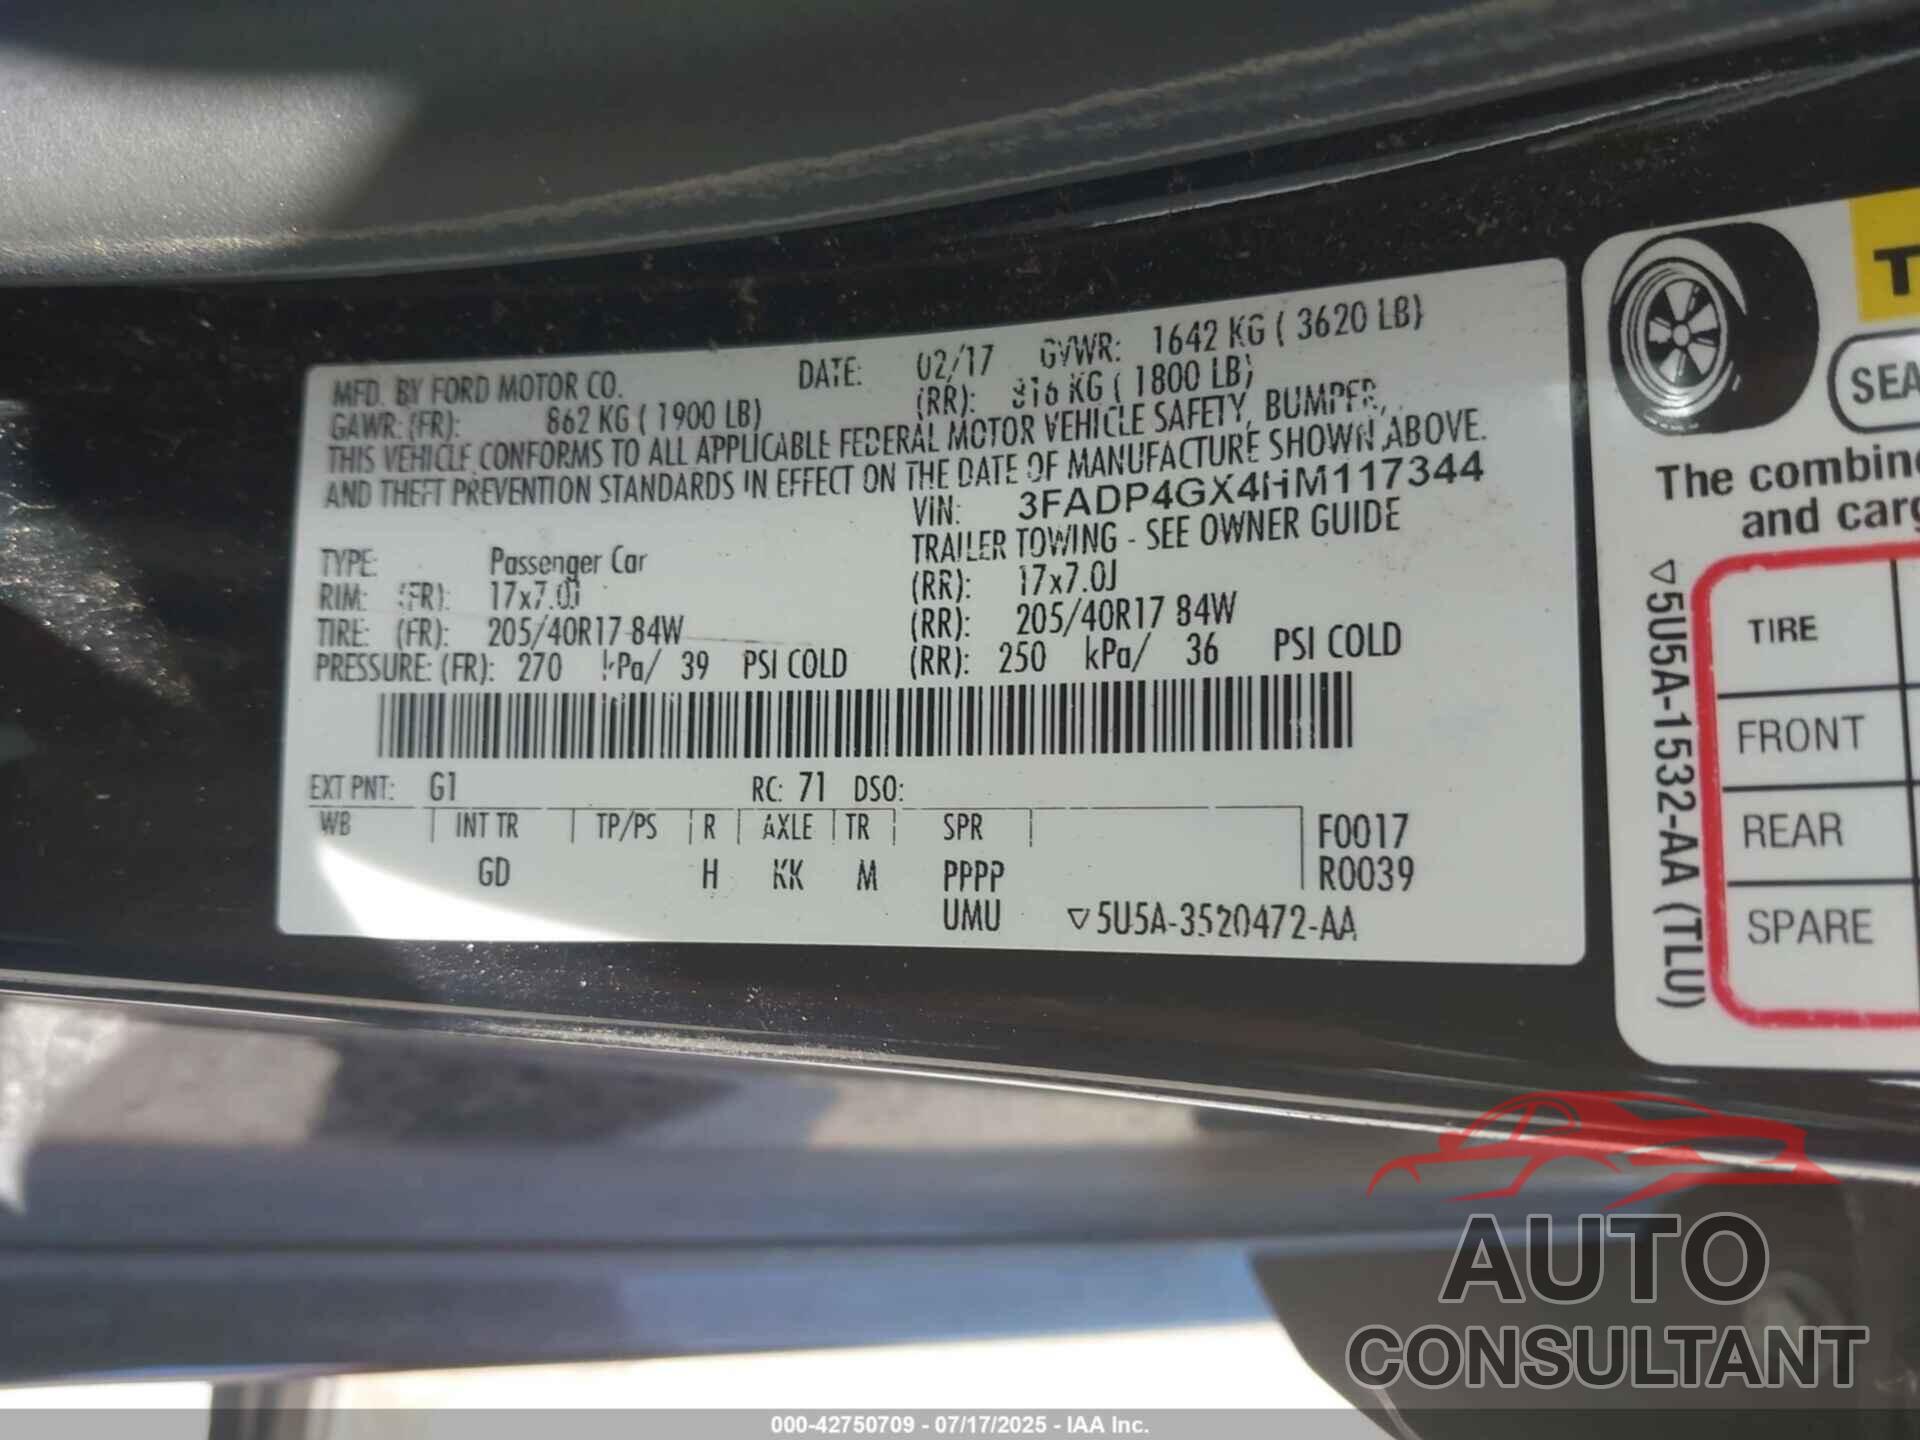 MFD. BY FORD MOTOR CO. DATE: 02/17 GVWR: 1642 KG ( 3620 LB)
GAWR: (FR): 862 KG ( 1900 LB) (RR): 816 KG ( 1800 LB)
THIS VEHICLE CONFORMS TO ALL APPLICABLE FEDERAL MOTOR VEHICLE SAFETY, BUMPER,
AND THEFT PREVENTION STANDARDS IN EFFECT ON THE DATE OF MANUFACTURE SHOWN ABOVE.
VIN: 3FADP4GX4HM117344
TYPE: Passenger Car TRAILER TOWING - SEE OWNER GUIDE
RIM: (FR): 17x7.0J (RR): 17x7.0J
TIRE: (FR): 205/40R17 84W (RR): 205/40R17 84W
PRESSURE: (FR): 270 kPa/ 39 PSI COLD (RR): 250 kPa/ 36 PSI COLD
EXT PNT: G1 RC: 71 DSO:
WB INT TR TP/PS R AXLE TR SPR F0017
GD H KK M PPPP R0039
UMU ▽5U5A-3520472-AA
T
SEA
The combin
and carg
▽5U5A-1532-AA (TLU)
TIRE
FRONT
REAR
SPARE
AUTO
CONSULTANT
000-42750709 - 07/17/2025 - IAA Inc.